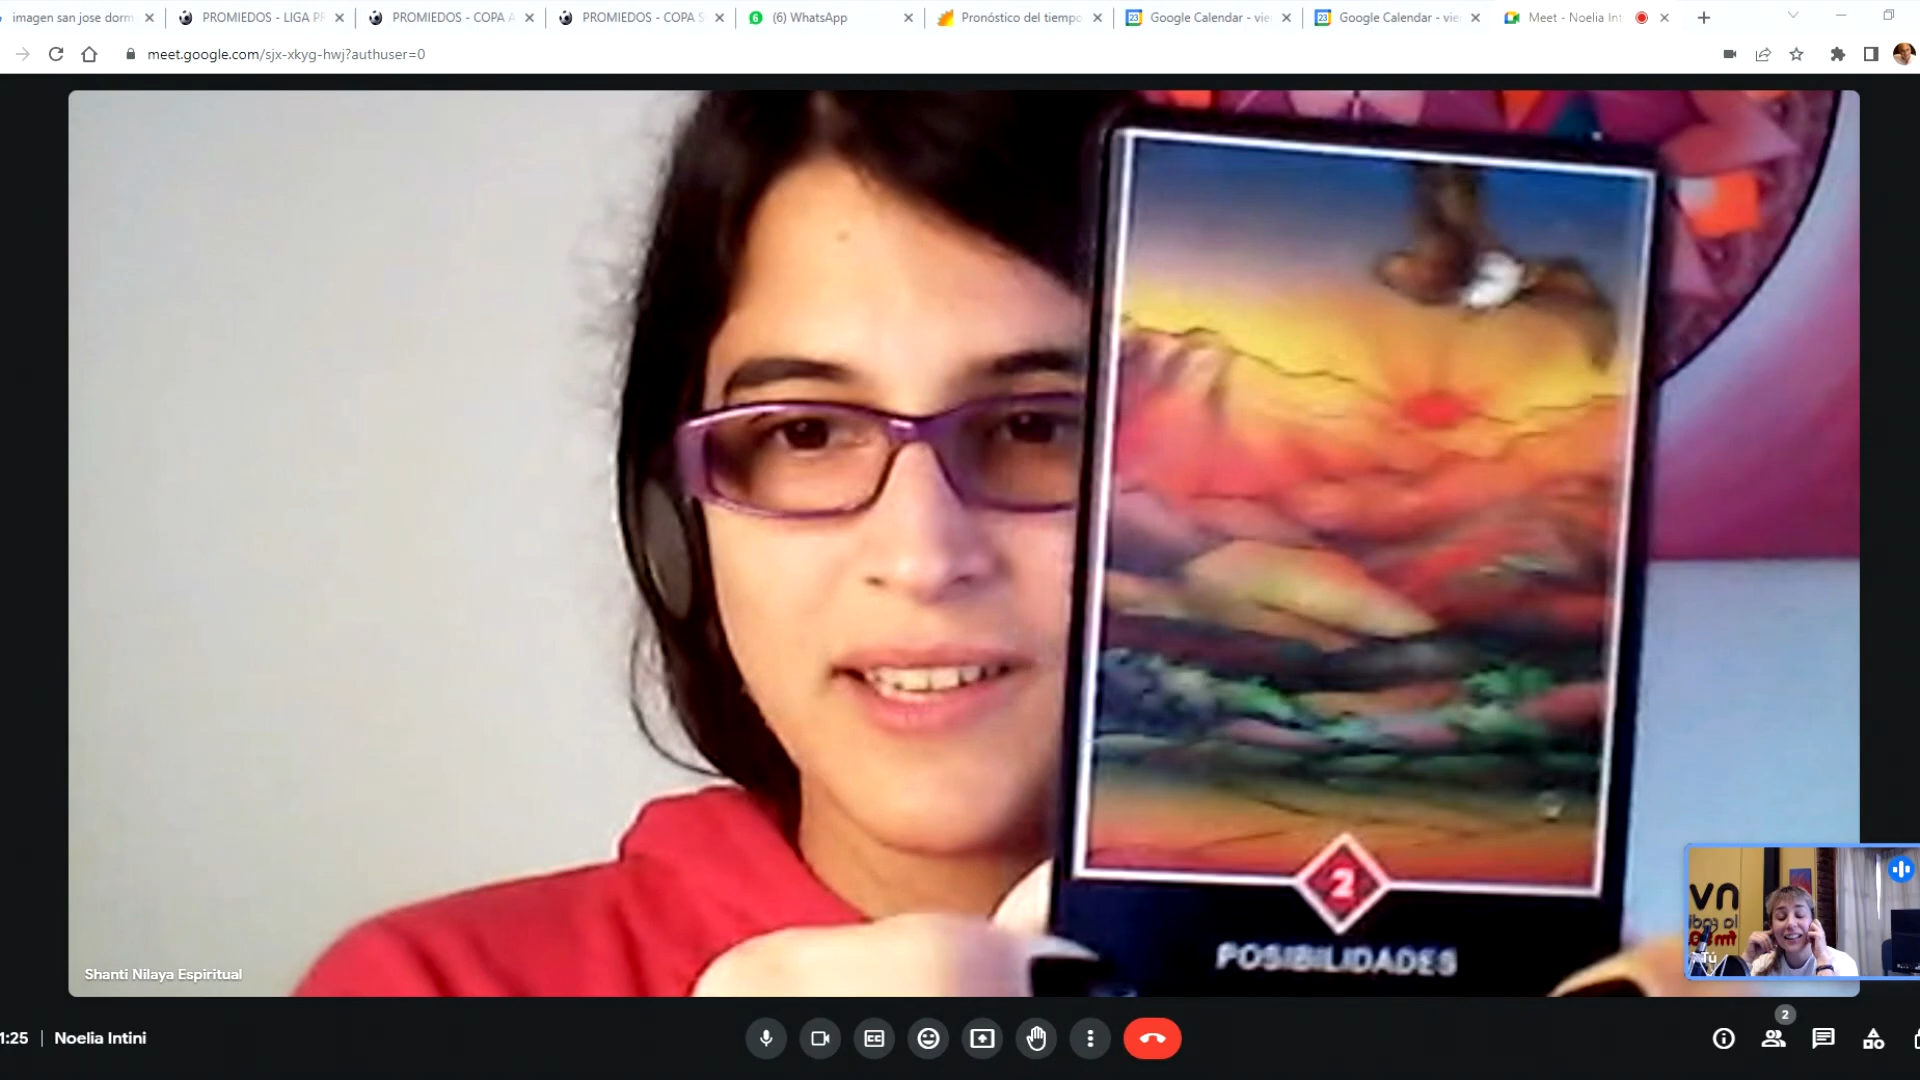 imagen san jose dorm
PROMIEDOS - LIGA PR
PROMIEDOS - COPA A
PROMIEDOS - COPA S
(6) WhatsApp
Pronóstico del tiempo
Google Calendar - vie
Google Calendar - vie
Meet - Noelia Int
meet.google.com/sjx-xkyg-hwj?authuser=0
2
POSIBILIDADES
Shanti Nilaya Espiritual
Tú
1:25
Noelia Intini
2